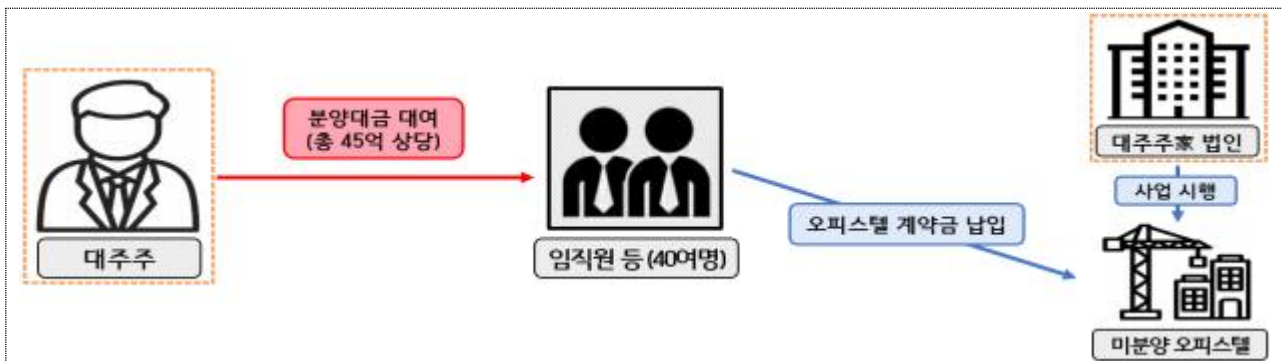 분양대금 대여
(총 45억 상당)
대주주
임직원 등 (40여명)
오피스텔 계약금 납입
대주주家 법인
사업 시행
미분양 오피스텔